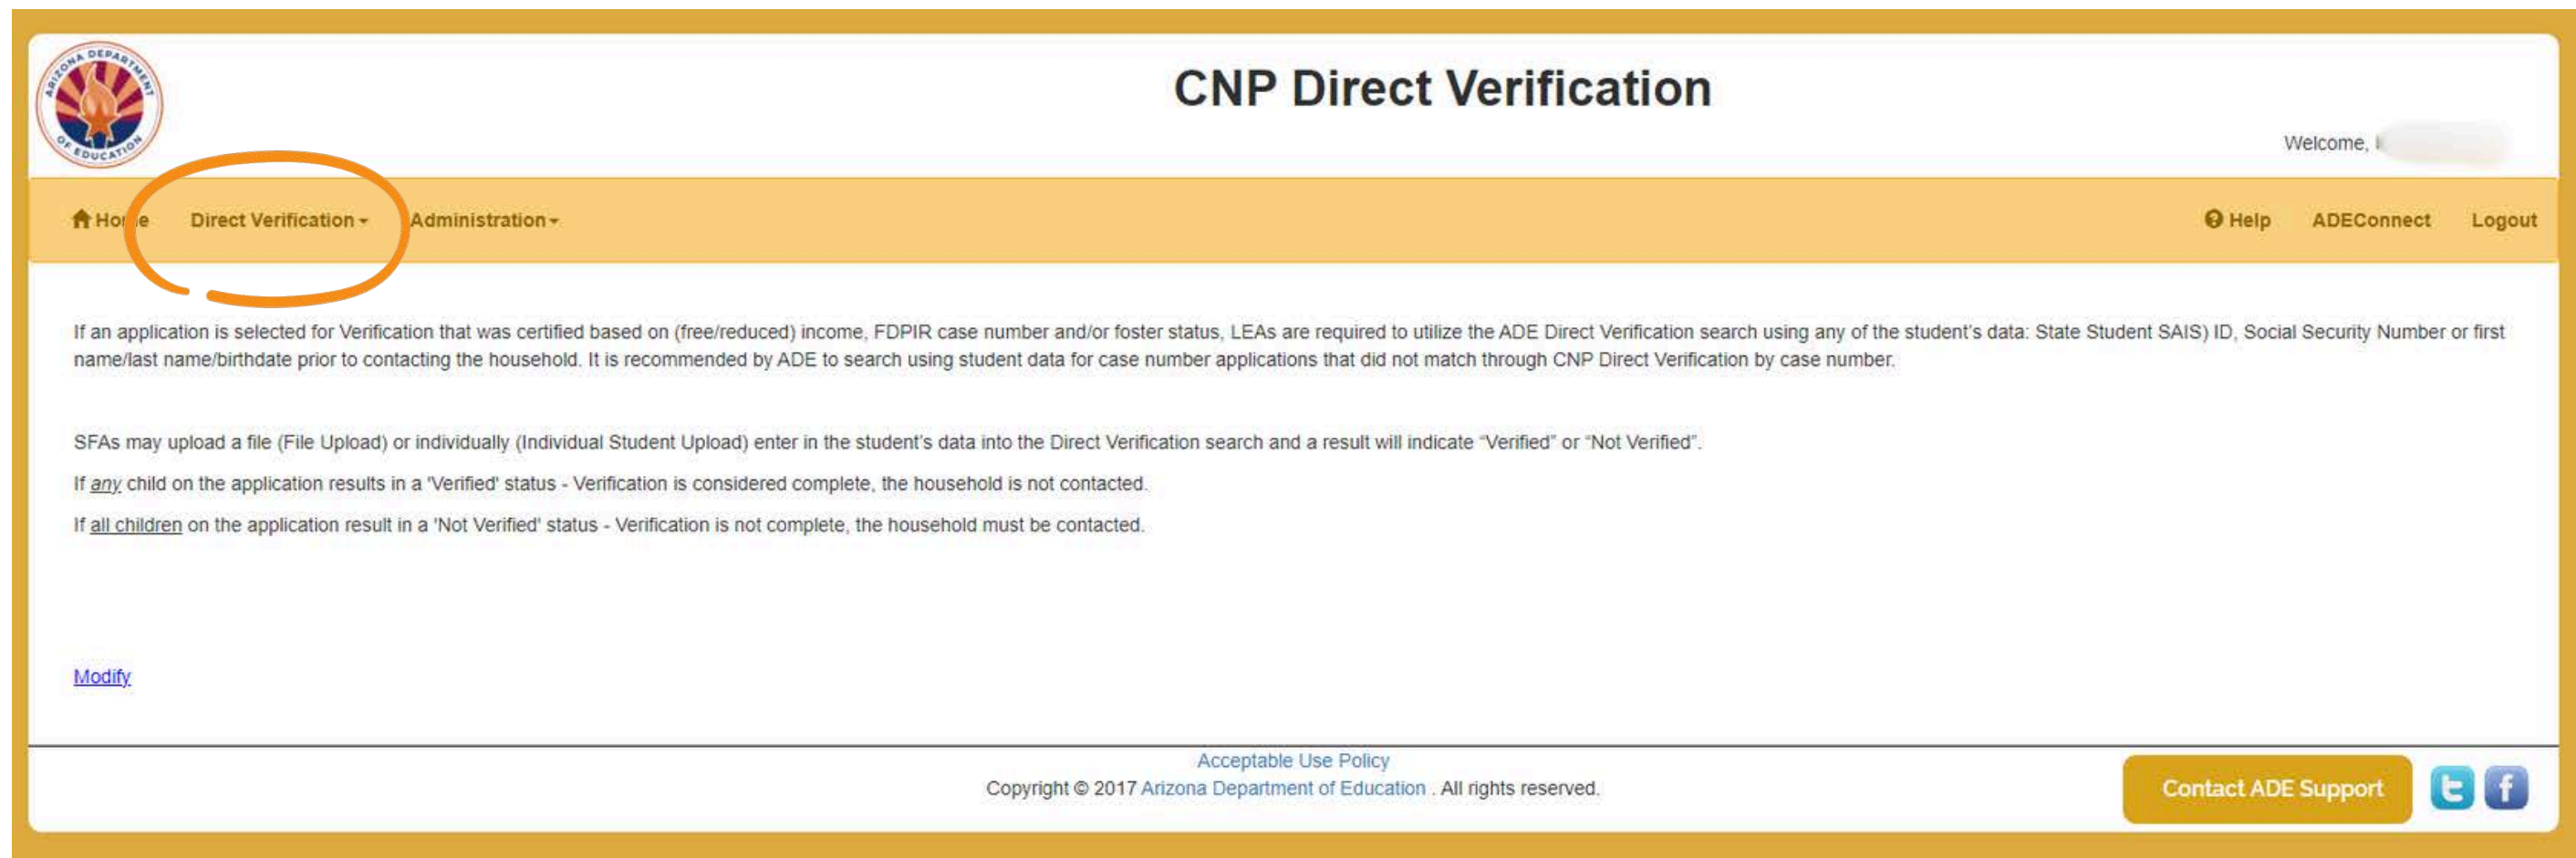 ARIZONA DEPARTMENT
OF EDUCATION
CNP Direct Verification
Welcome,
Home Direct Verification Administration Help ADEConnect Logout
If an application is selected for Verification that was certified based on (free/reduced) income, FDPIR case number and/or foster status, LEAs are required to utilize the ADE Direct Verification search using any of the student's data: State Student SAIS) ID, Social Security Number or first
name/last name/birthdate prior to contacting the household. It is recommended by ADE to search using student data for case number applications that did not match through CNP Direct Verification by case number.
SFAs may upload a file (File Upload) or individually (Individual Student Upload) enter in the student's data into the Direct Verification search and a result will indicate “Verified” or “Not Verified”.
If any child on the application results in a 'Verified' status - Verification is considered complete, the household is not contacted.
If all children on the application result in a 'Not Verified' status - Verification is not complete, the household must be contacted.
Modify
Acceptable Use Policy
Copyright © 2017 Arizona Department of Education . All rights reserved.
Contact ADE Support